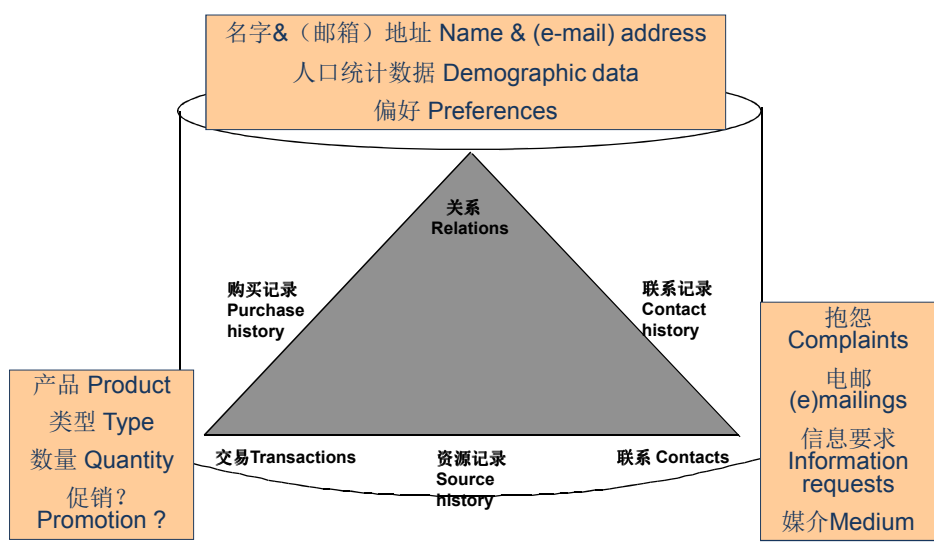 名字&（邮箱）地址 Name & (e-mail) address
人口统计数据 Demographic data
偏好 Preferences
关系
Relations
购买记录
Purchase
history
联系记录
Contact
history
抱怨
Complaints
电邮
(e)mailings
信息要求
Information
requests
媒介Medium
产品 Product
类型 Type
数量 Quantity
促销？
Promotion ?
交易Transactions
资源记录
Source
history
联系 Contacts